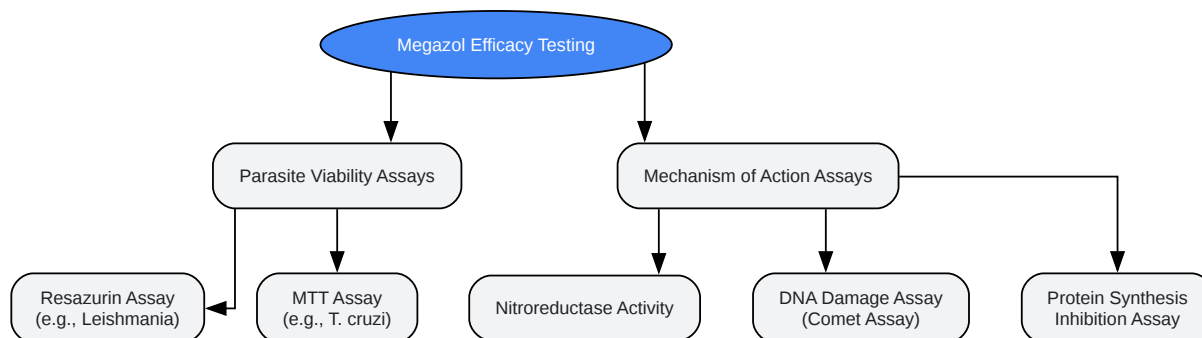 Megazol Efficacy Testing
Parasite Viability Assays
Mechanism of Action Assays
Resazurin Assay
(e.g., Leishmania)
MTT Assay
(e.g., T. cruzi)
Nitroreductase Activity
DNA Damage Assay
(Comet Assay)
Protein Synthesis
Inhibition Assay